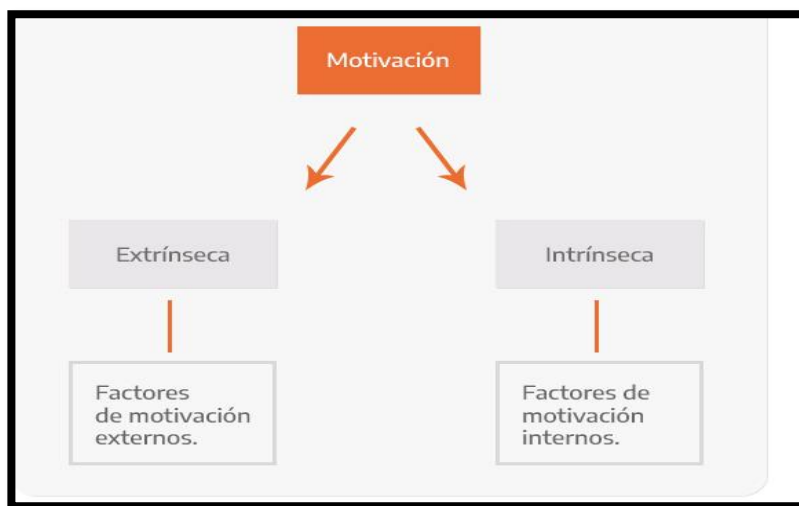 Motivación
Extrínseca
Intrínseca
Factores
de motivación
externos.
Factores de
motivación
internos.